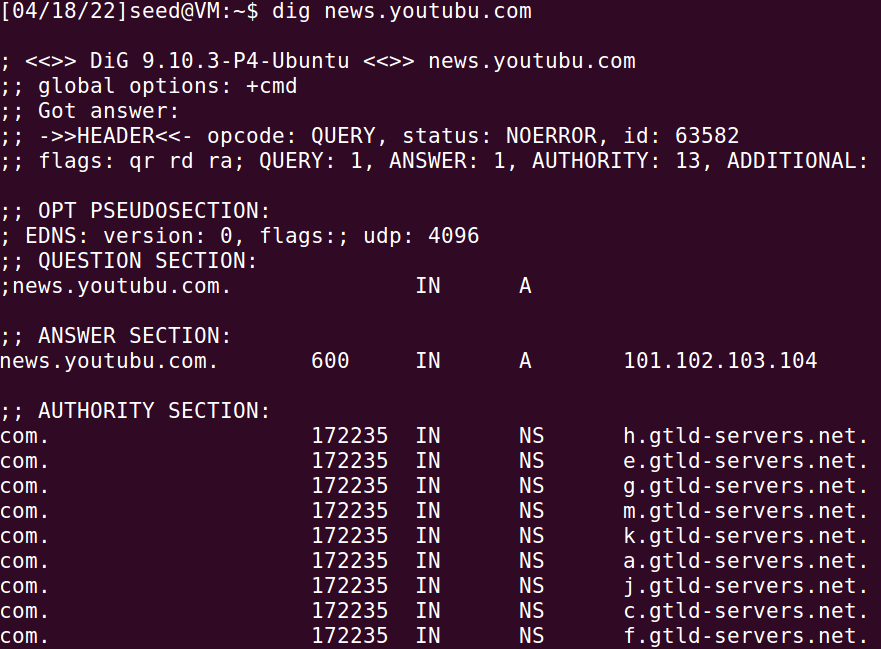 [04/18/22]seed@VM:~$ dig news.youtubu.com
; <<>> DiG 9.10.3-P4-Ubuntu <<>> news.youtubu.com
;; global options: +cmd
;; Got answer:
;; ->>HEADER<<- opcode: QUERY, status: NOERROR, id: 63582
;; flags: qr rd ra; QUERY: 1, ANSWER: 1, AUTHORITY: 13, ADDITIONAL:
;; OPT PSEUDOSECTION:
; EDNS: version: 0, flags:; udp: 4096
;; QUESTION SECTION:
;news.youtubu.com. IN A
;; ANSWER SECTION:
news.youtubu.com. 600 IN A 101.102.103.104
;; AUTHORITY SECTION:
com. 172235 IN NS h.gtld-servers.net.
com. 172235 IN NS e.gtld-servers.net.
com. 172235 IN NS g.gtld-servers.net.
com. 172235 IN NS m.gtld-servers.net.
com. 172235 IN NS k.gtld-servers.net.
com. 172235 IN NS a.gtld-servers.net.
com. 172235 IN NS j.gtld-servers.net.
com. 172235 IN NS c.gtld-servers.net.
com. 172235 IN NS f.gtld-servers.net.